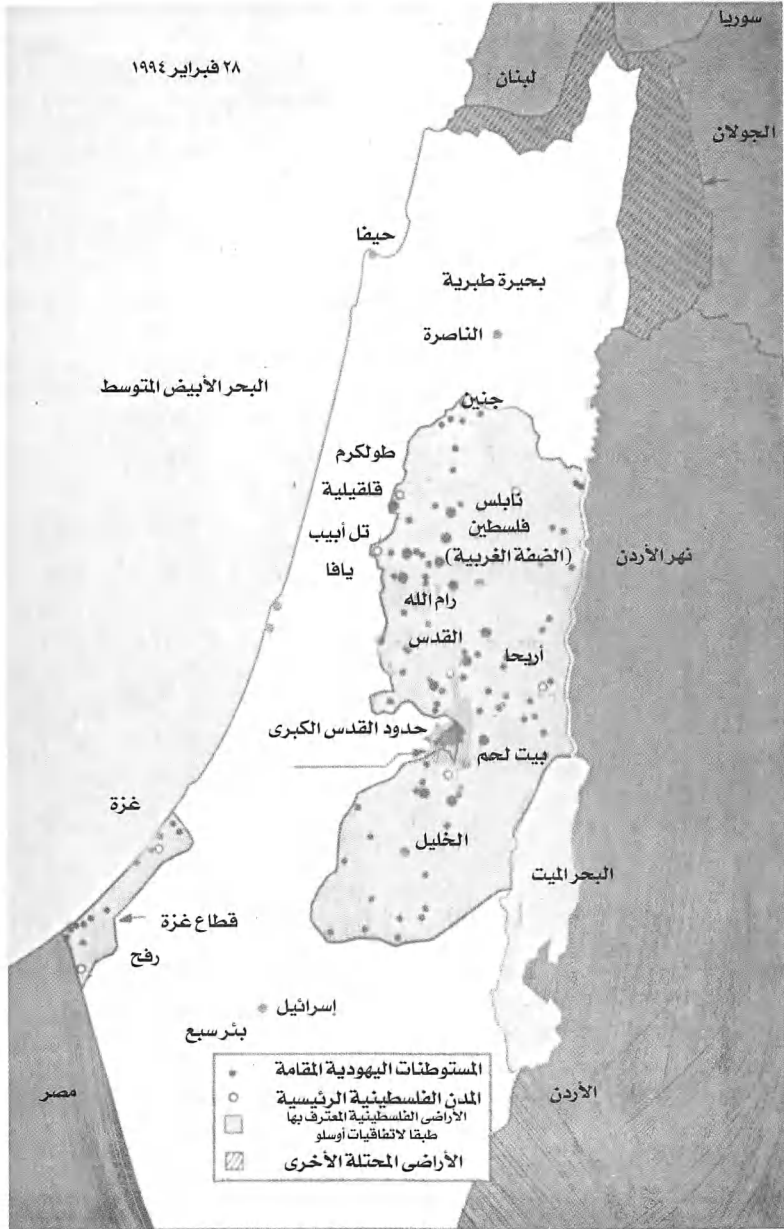 سوريا
لبنان
٢٨ فبراير ١٩٩٤
الجولان
حيفا
بحيرة طبرية
الناصرة
البحر الأبيض المتوسط
جنين
طولكرم
قلقيلية
نابلس
فلسطين
تل أبيب
(الضفة الغربية)
نهر الأردن
يافا
رام الله
القدس
أريحا
حدود القدس الكبرى
بيت لحم
غزة
الخليل
البحر الميت
قطاع غزة
رفح
إسرائيل
بئر سبع
المستوطنات اليهودية المقامة
مصر
المدن الفلسطينية الرئيسية
الأردن
الأراضى الفلسطينية المعترف بها
طبقا لاتفاقيات أوسلو
الأراضى المحتلة الأخرى